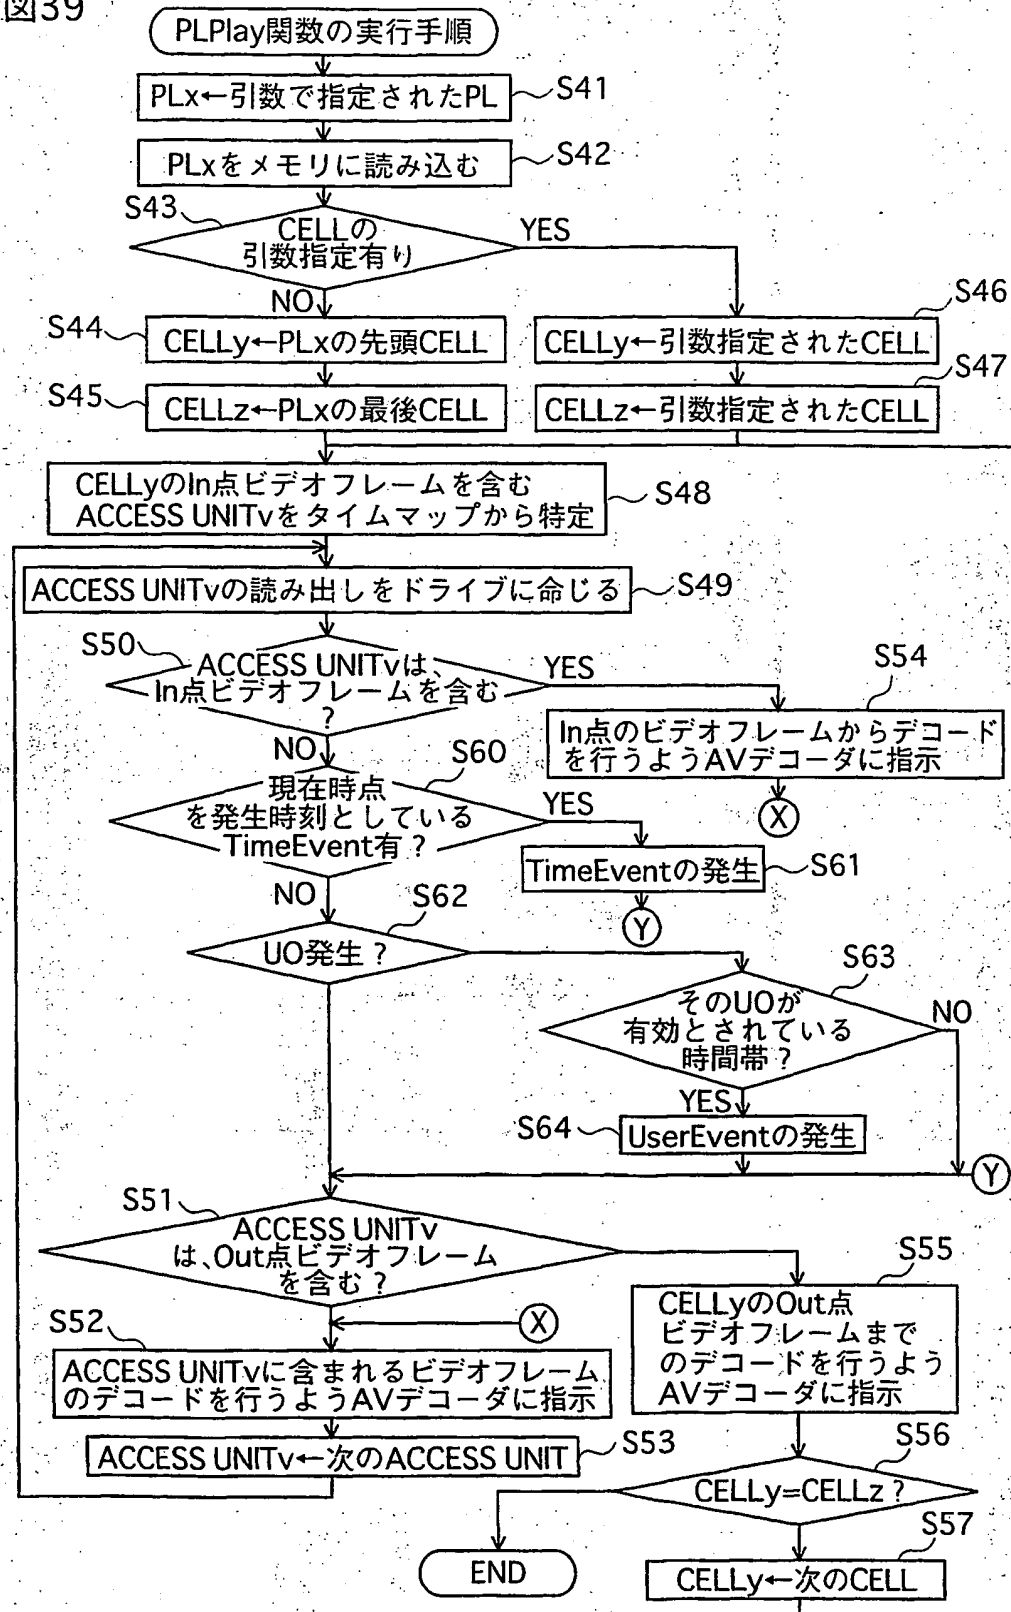 図39
PLPlay関数の実行手順
PLx←引数で指定されたPL
S41
PLxをメモリに読み込む
S42
S43
CELLの
引数指定有り
YES
NO
S44
CELLy←PLxの先頭CELL
S46
CELLy←引数指定されたCELL
S45
CELLz←PLxの最後CELL
S47
CELLz←引数指定されたCELL
CELLyのIn点ビデオフレームを含む
ACCESS UNITvをタイムマップから特定
S48
ACCESS UNITvの読み出しをドライブに命じる
S49
S50
ACCESS UNITvは、
In点ビデオフレームを含む
?
YES
NO
S54
In点のビデオフレームからデコード
を行うようAVデコーダに指示
X
S60
現在時点
を発生時刻としている
TimeEvent有?
YES
NO
TimeEventの発生
S61
Y
S62
UO発生?
S63
そのUOが
有効とされている
時間帯?
NO
YES
S64
UserEventの発生
Y
S51
ACCESS UNITv
は、Out点ビデオフレーム
を含む?
S55
CELLyのOut点
ビデオフレームまで
のデコードを行うよう
AVデコーダに指示
X
S52
ACCESS UNITvに含まれるビデオフレーム
のデコードを行うようAVデコーダに指示
ACCESS UNITv←次のACCESS UNIT
S53
S56
CELLy=CELLz?
END
S57
CELLy←次のCELL